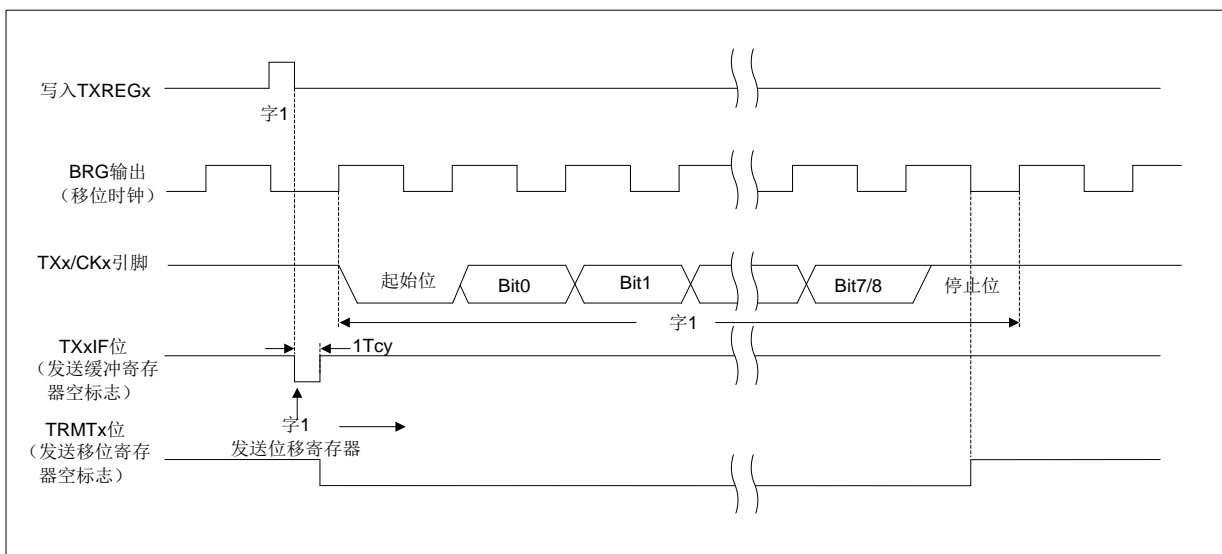 写入TXREGx
字1
BRG输出
（移位时钟）
TXx/CKx引脚
起始位
Bit0
Bit1
Bit7/8
停止位
字1
TXxIF位
（发送缓冲寄存
器空标志）
1Tcy
字1
发送位移寄存器
TRMTx位
（发送移位寄存
器空标志）